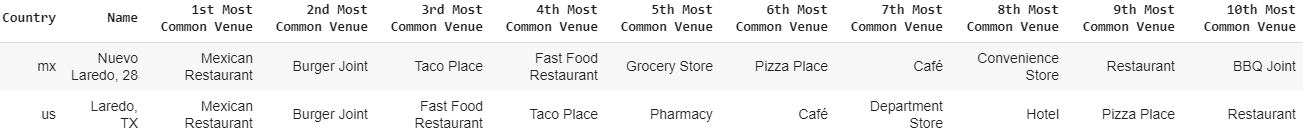 Country Name 1st Most Common Venue 2nd Most Common Venue 3rd Most Common Venue 4th Most Common Venue 5th Most Common Venue 6th Most Common Venue 7th Most Common Venue 8th Most Common Venue 9th Most Common Venue 10th Most Common Venue
mx Nuevo Laredo, 28 Mexican Restaurant Burger Joint Taco Place Fast Food Restaurant Grocery Store Pizza Place Café Convenience Store Restaurant BBQ Joint
us Laredo, TX Mexican Restaurant Burger Joint Fast Food Restaurant Taco Place Pharmacy Café Department Store Hotel Pizza Place Restaurant